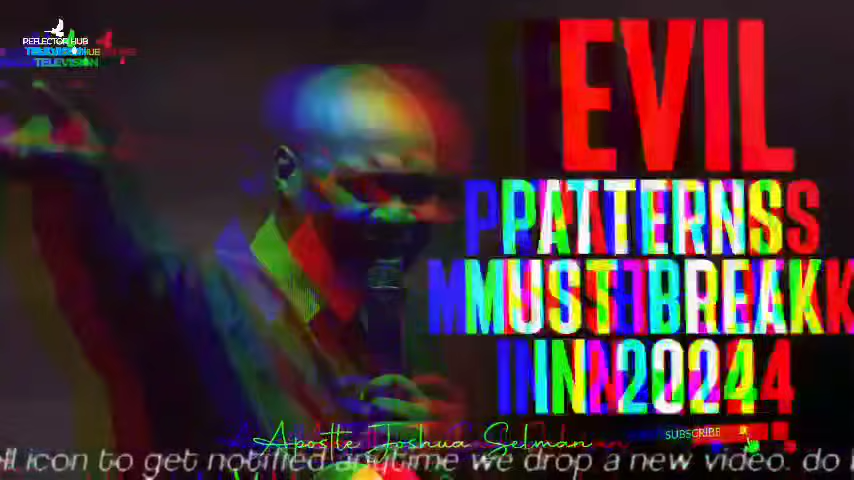 REFLECTOR HUB
TELEVISION
EVIL
PATTERNS
MUST BREAK
IN 2024
Apostle Joshua Selman
SUBSCRIBE
icon to get notified anytime we drop a new video. do